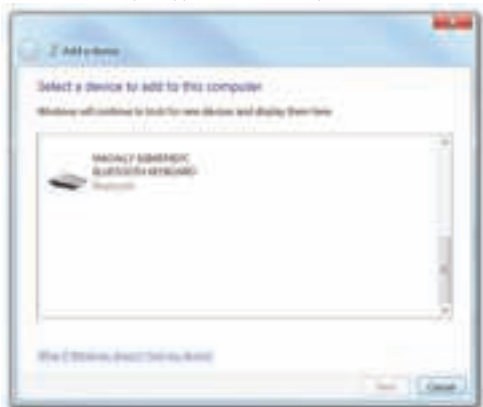 Add a device
Select a device to add to this computer
Windows will continue to look for new devices and display them here.
MACALLY
BLUETOOTH KEYBOARD
Bluetooth
What if Windows doesn't find my device?
Next
Cancel